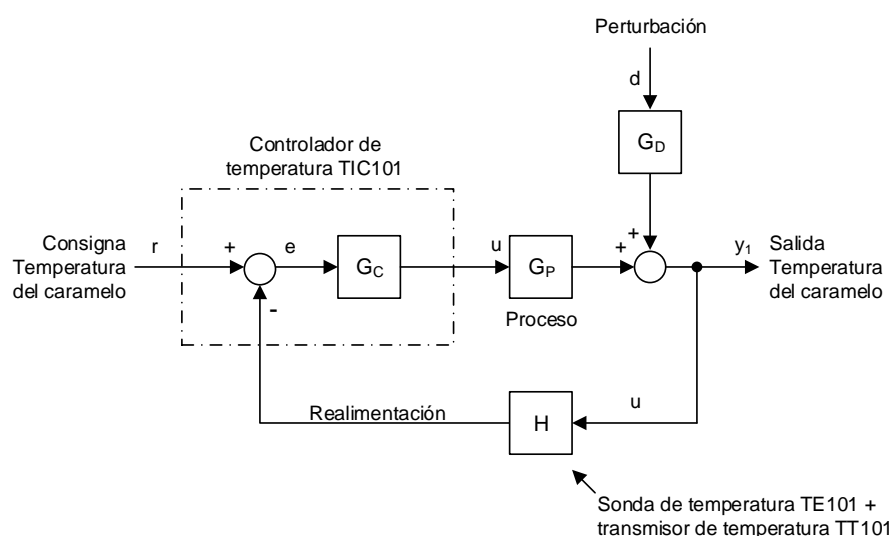 Perturbación
d
G_D
Controlador de
temperatura TIC101
Consigna
Temperatura
del caramelo
r
+
e
-
G_C
u
G_P
Proceso
+
+
y_1
Salida
Temperatura
del caramelo
Realimentación
H
u
Sonda de temperatura TE101 +
transmisor de temperatura TT101